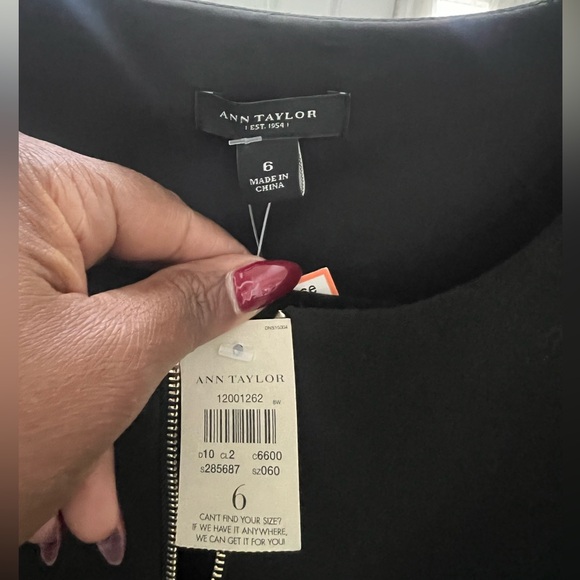 ANN TAYLOR
EST. 1954
6
MADE IN
CHINA
se
ANN TAYLOR
12001262
D10 CL2 C6600
S285687 SZ060
6
CAN'T FIND YOUR SIZE?
IF WE HAVE IT ANYWHERE,
WE CAN GET IT FOR YOU!